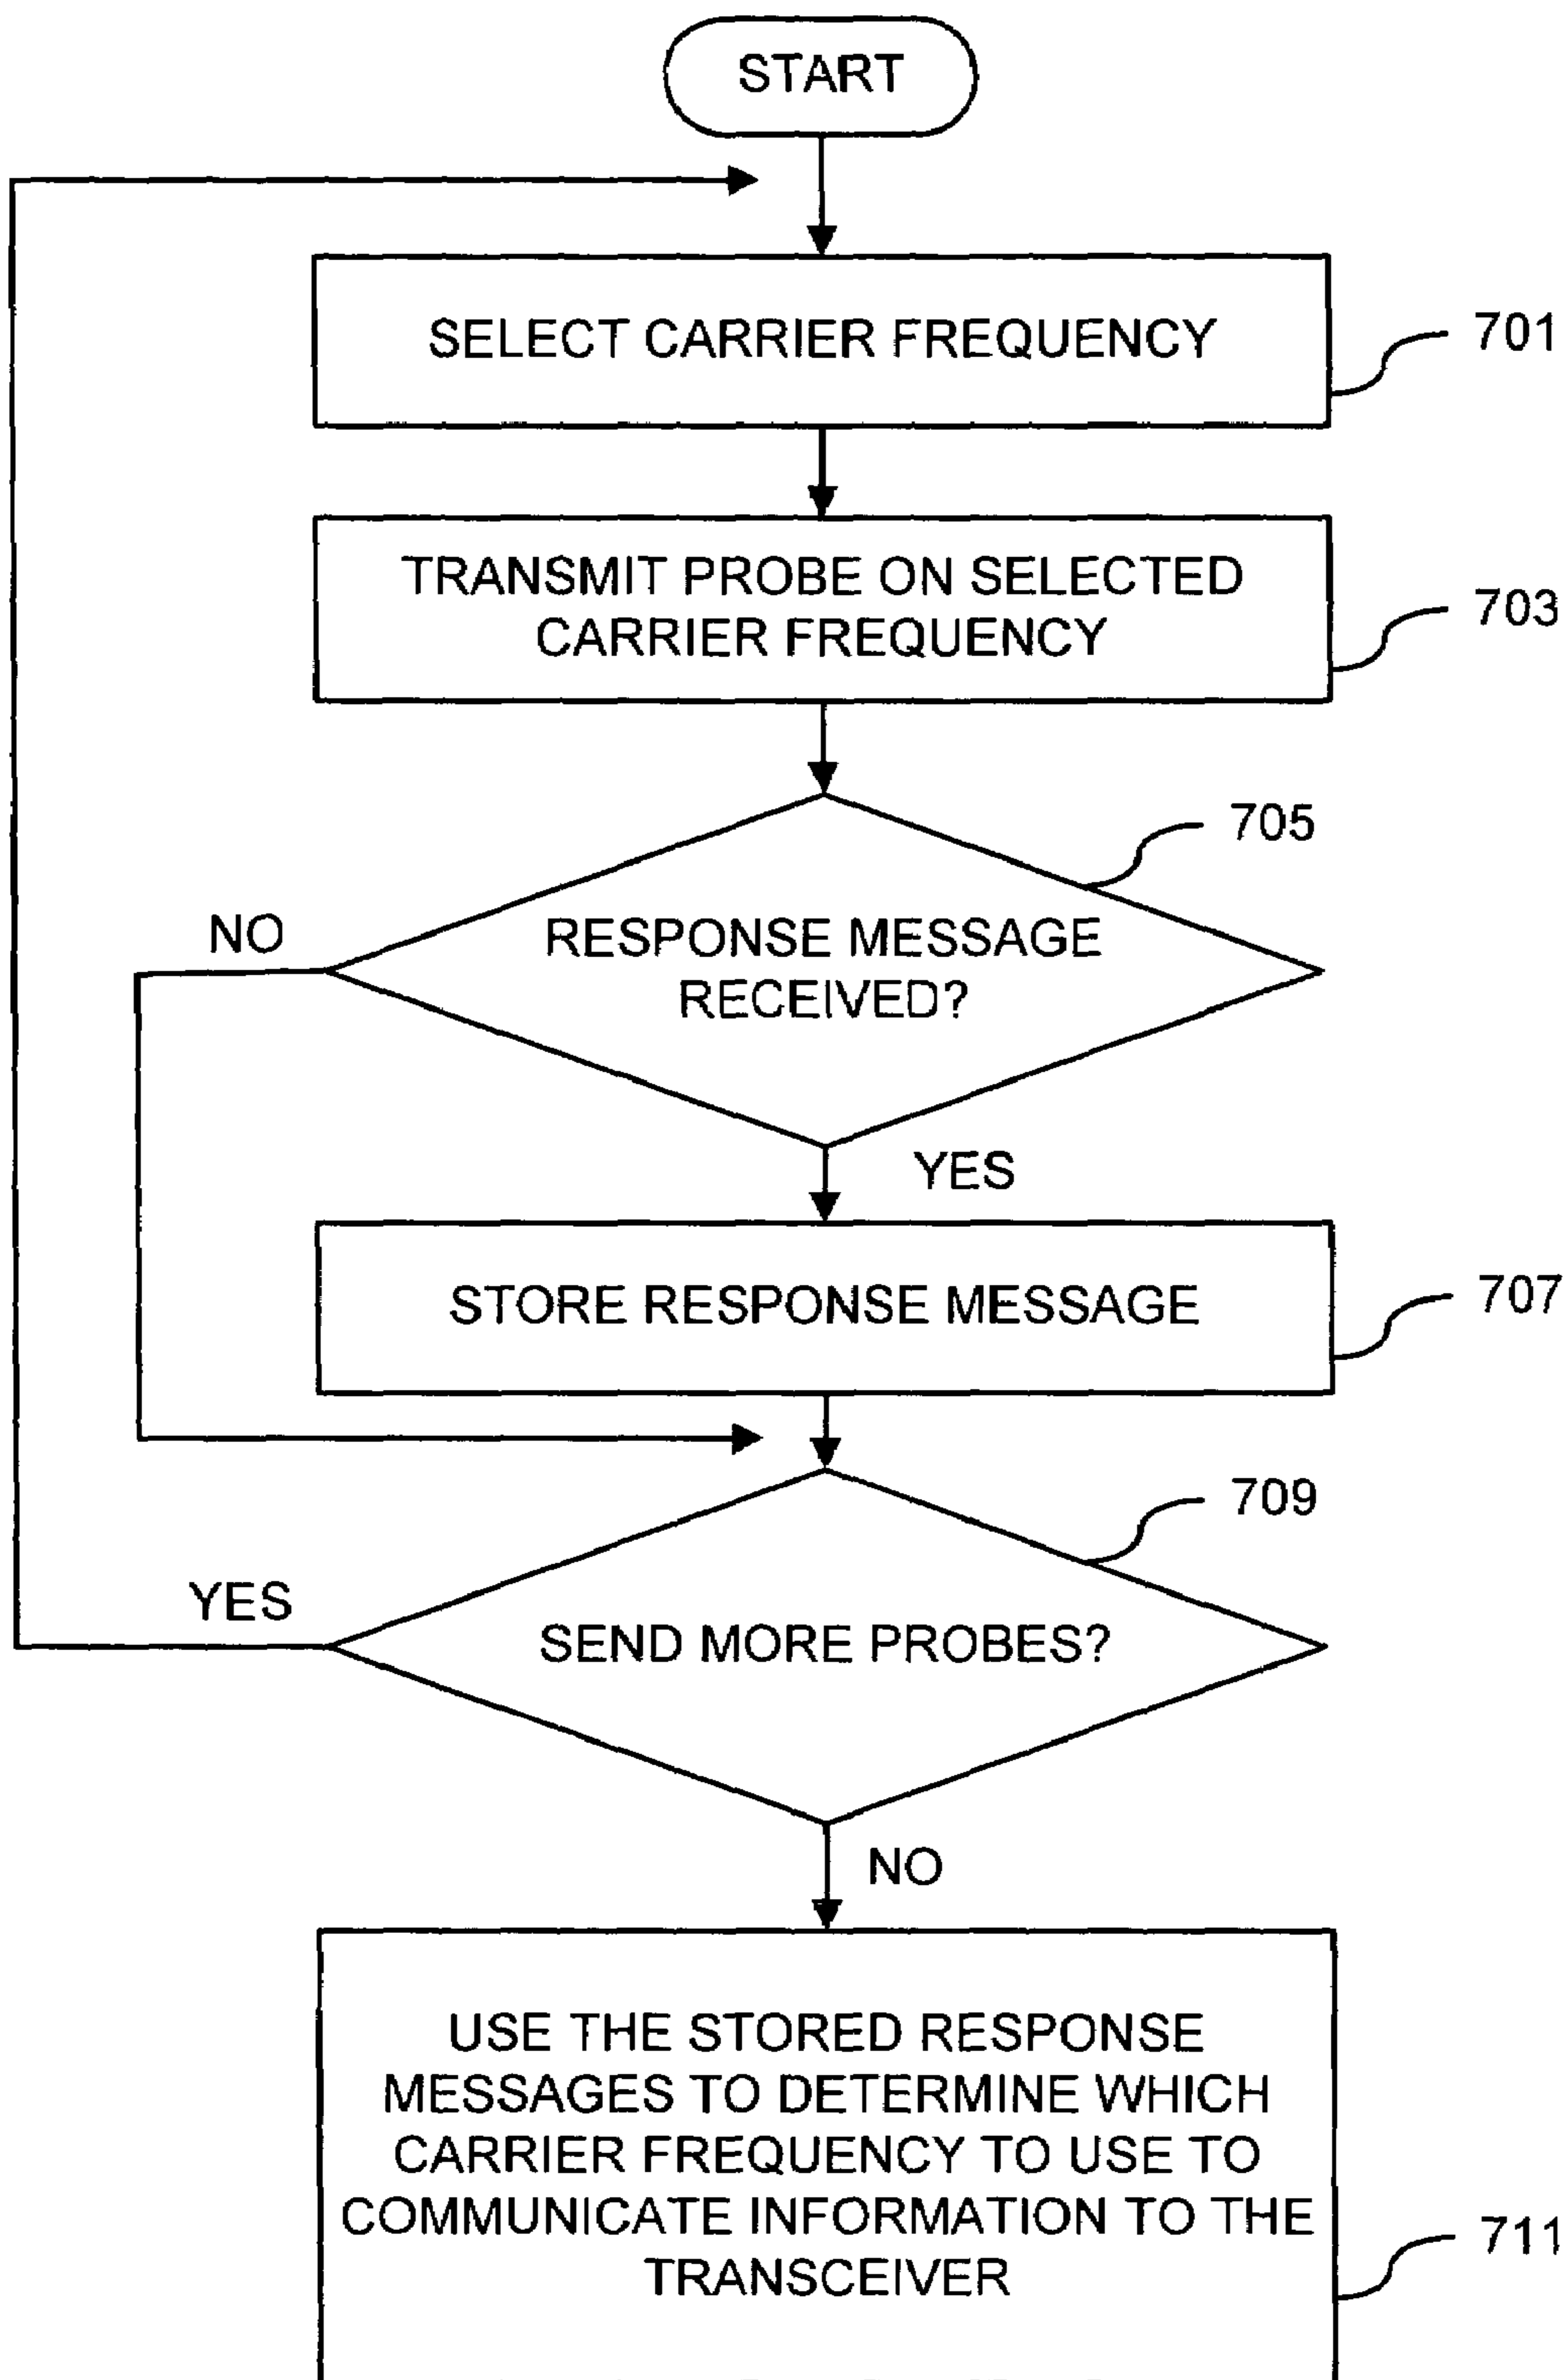 START
SELECT CARRIER FREQUENCY
701
TRANSMIT PROBE ON SELECTED
CARRIER FREQUENCY
703
705
NO
RESPONSE MESSAGE
RECEIVED?
YES
STORE RESPONSE MESSAGE
707
709
YES
SEND MORE PROBES?
NO
USE THE STORED RESPONSE
MESSAGES TO DETERMINE WHICH
CARRIER FREQUENCY TO USE TO
COMMUNICATE INFORMATION TO THE
TRANSCEIVER
711